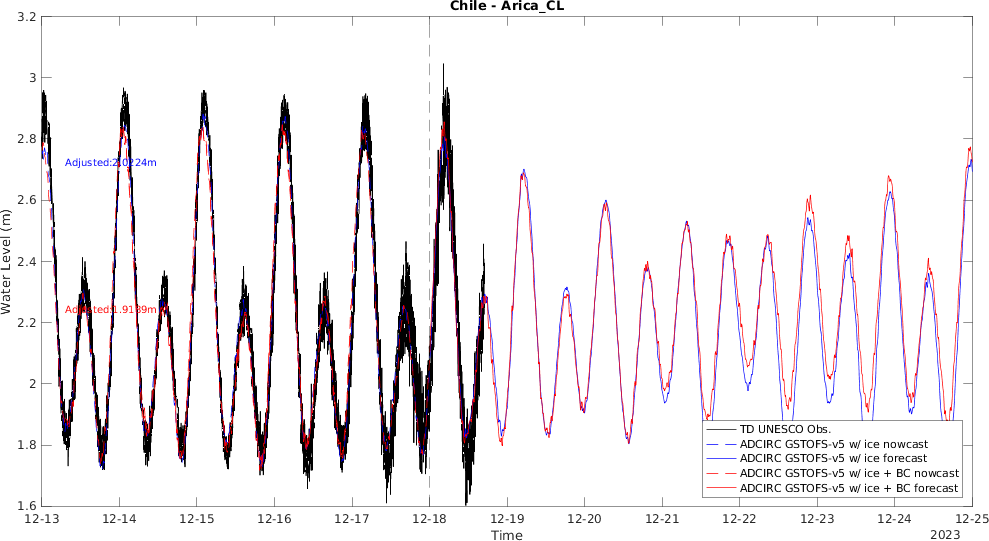 Chile - Arica_CL
3.2
3
2.8
2.6
2.4
2.2
2
1.8
1.6
Water Level (m)
Adjusted:2.0224m
Adjusted:1.9189m
TD UNESCO Obs.
ADCIRC GSTOFS-v5 w/ ice nowcast
ADCIRC GSTOFS-v5 w/ ice forecast
ADCIRC GSTOFS-v5 w/ ice + BC nowcast
ADCIRC GSTOFS-v5 w/ ice + BC forecast
12-13 12-14 12-15 12-16 12-17 12-18 12-19 12-20 12-21 12-22 12-23 12-24 12-25
Time
2023